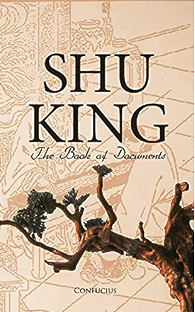 SHU
KING
The Book of Documents
CONFUCIUS